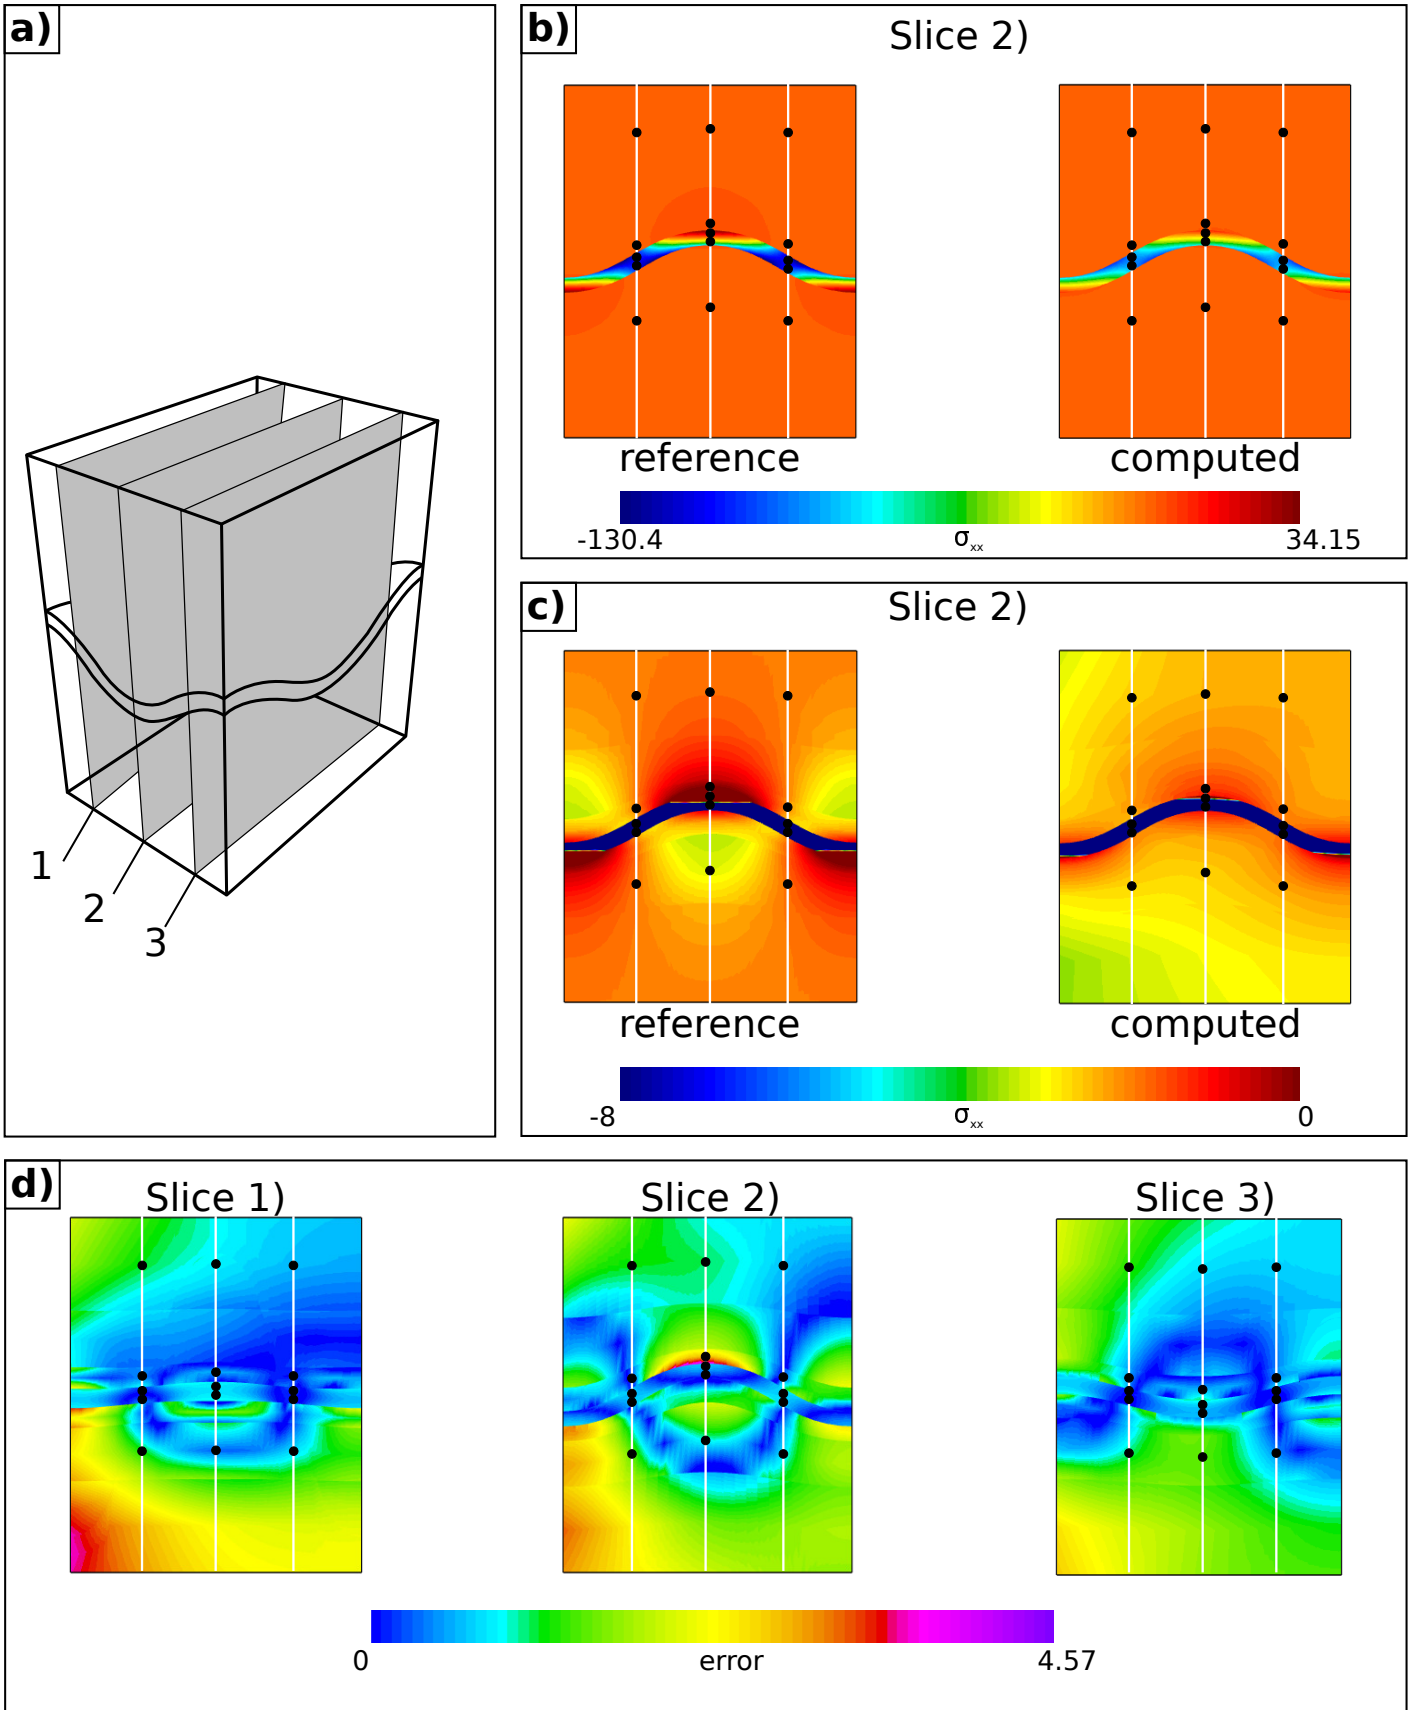 a)
1
2
3
b)
Slice 2)
reference computed
-130.4 σxx 34.15
c)
Slice 2)
reference computed
-8 σxx 0
d)
Slice 1) Slice 2) Slice 3)
0 error 4.57